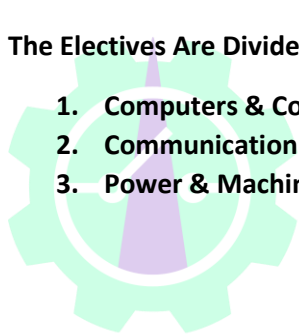 The Electives Are Divide
1. Computers & Co
2. Communication
3. Power & Machin